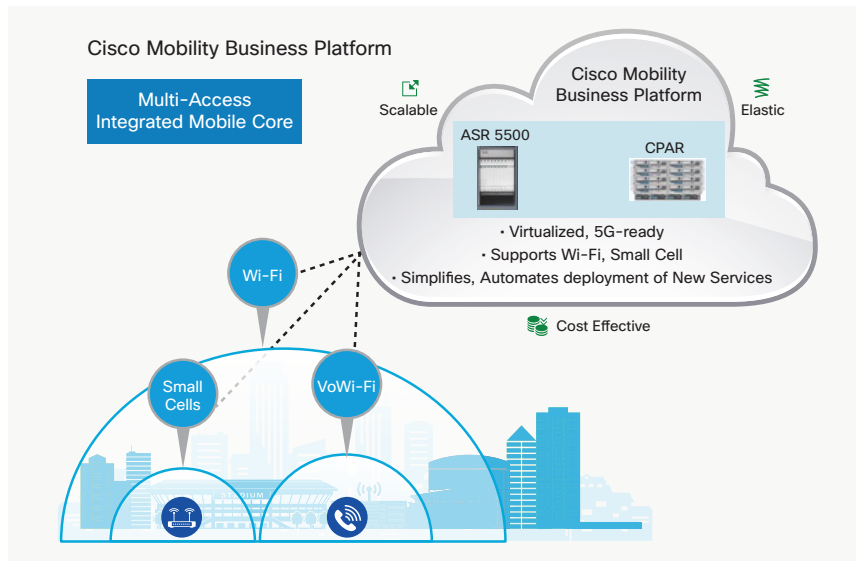 Cisco Mobility Business Platform
Multi-Access
Integrated Mobile Core
Scalable
Cisco Mobility
Business Platform
Elastic
ASR 5500
CPAR
· Virtualized, 5G-ready
· Supports Wi-Fi, Small Cell
· Simplifies, Automates deployment of New Services
Cost Effective
Wi-Fi
Small
Cells
VoWi-Fi
STADIUM